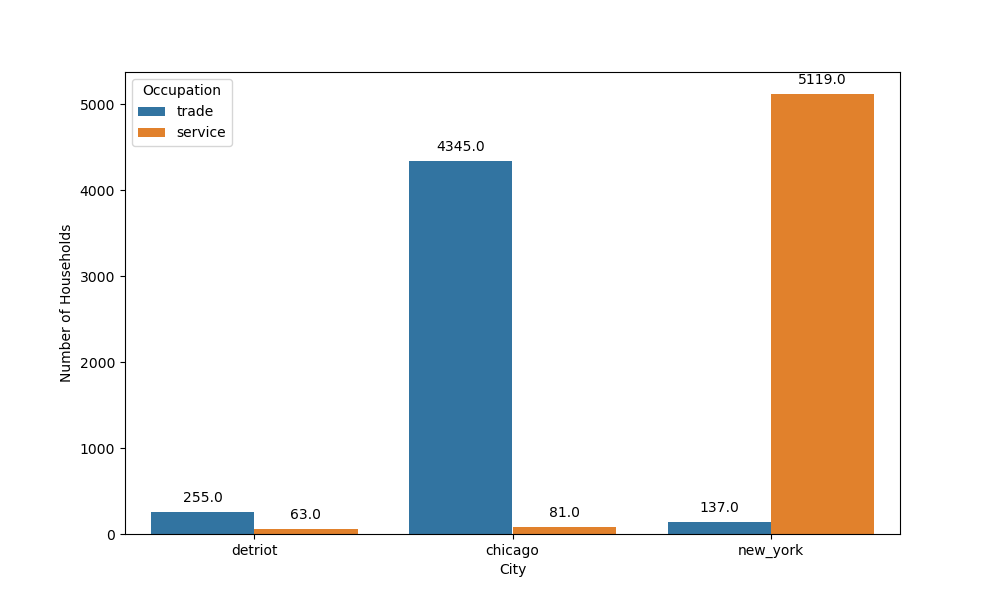 5119.0
Occupation
trade
service
5000
4345.0
4000
3000
2000
1000
0
Number of Households
255.0
63.0
81.0
137.0
detriot
chicago
new_york
City